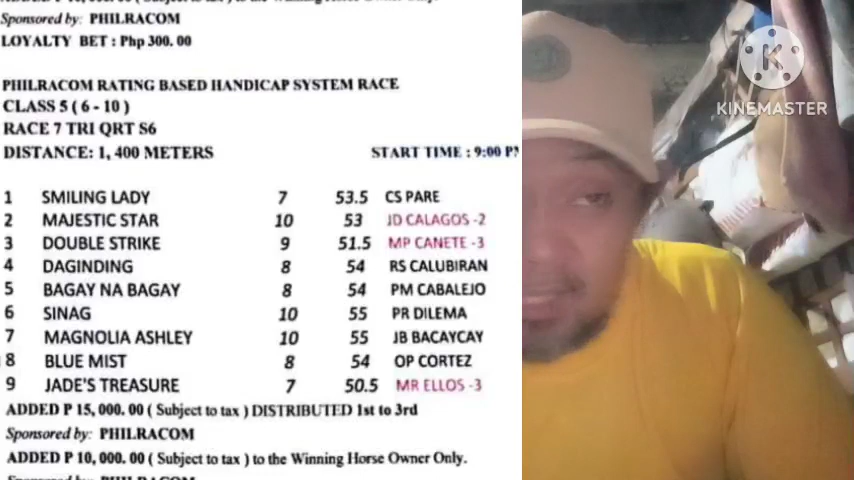 Sponsored by: PHILRACOM
LOYALTY BET : Php 300. 00
PHILRACOM RATING BASED HANDICAP SYSTEM RACE
CLASS 5 ( 6 - 10 )
RACE 7 TRI QRT S6
DISTANCE: 1, 400 METERS START TIME : 9:00 PM
1 SMILING LADY 7 53.5 CS PARE
2 MAJESTIC STAR 10 53 JD CALAGOS -2
3 DOUBLE STRIKE 9 51.5 MP CANETE -3
4 DAGINDING 8 54 RS CALUBIRAN
5 BAGAY NA BAGAY 8 54 PM CABALEJO
6 SINAG 10 55 PR DILEMA
7 MAGNOLIA ASHLEY 10 55 JB BACAYCAY
8 BLUE MIST 8 54 OP CORTEZ
9 JADE'S TREASURE 7 50.5 MR ELLOS -3
ADDED P 15, 000. 00 ( Subject to tax ) DISTRIBUTED 1st to 3rd
Sponsored by: PHILRACOM
ADDED P 10, 000. 00 ( Subject to tax ) to the Winning Horse Owner Only.
K
KINEMASTER